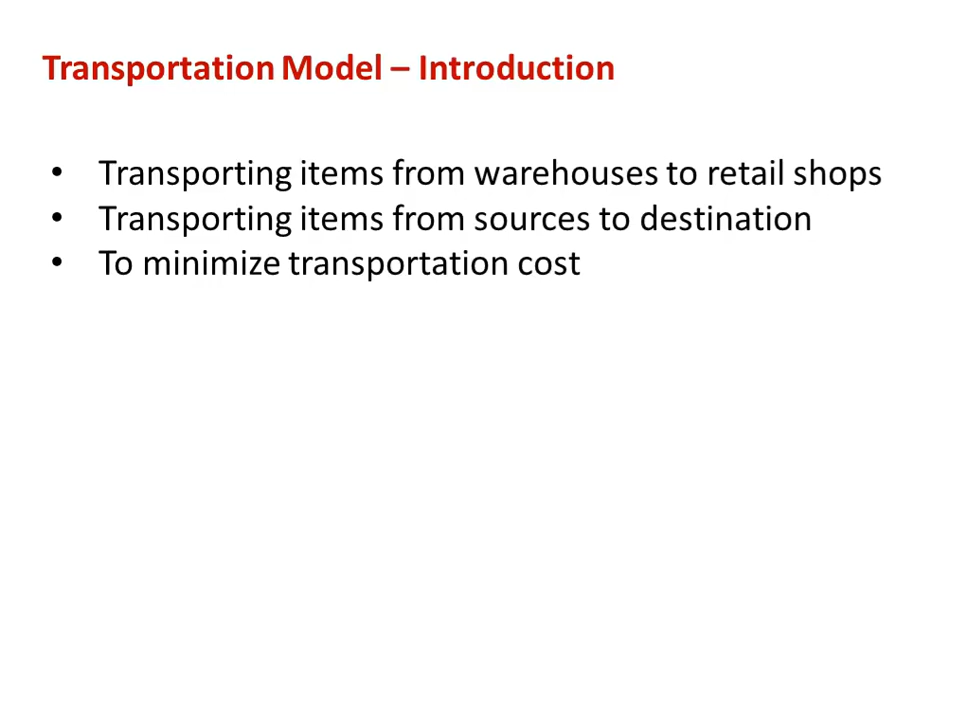 Transportation Model – Introduction
• Transporting items from warehouses to retail shops
• Transporting items from sources to destination
• To minimize transportation cost